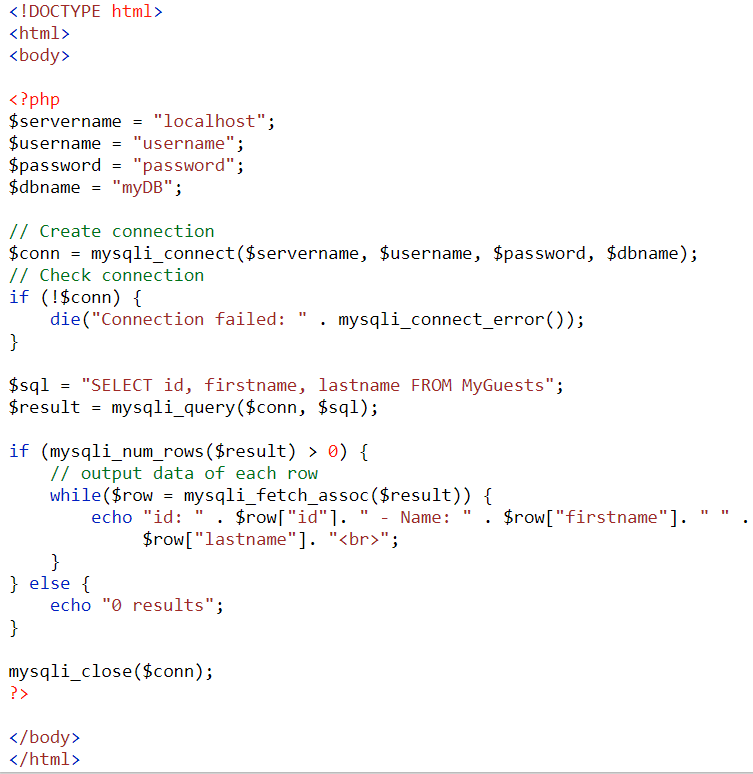 <!DOCTYPE html>
<html>
<body>

<?php
$servername = "localhost";
$username = "username";
$password = "password";
$dbname = "myDB";

// Create connection
$conn = mysqli_connect($servername, $username, $password, $dbname);
// Check connection
if (!$conn) {
    die("Connection failed: " . mysqli_connect_error());
}

$sql = "SELECT id, firstname, lastname FROM MyGuests";
$result = mysqli_query($conn, $sql);

if (mysqli_num_rows($result) > 0) {
    // output data of each row
    while($row = mysqli_fetch_assoc($result)) {
        echo "id: " . $row["id"]. " - Name: " . $row["firstname"]. " " .
             $row["lastname"]. "<br>";
    }
} else {
    echo "0 results";
}

mysqli_close($conn);
?>

</body>
</html>